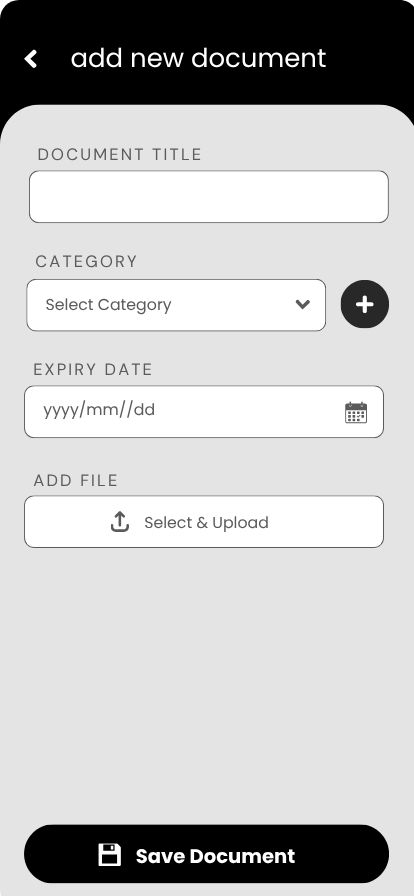 add new document
DOCUMENT TITLE
CATEGORY
Select Category
EXPIRY DATE
yyyy/mm//dd
ADD FILE
Select & Upload
Save Document